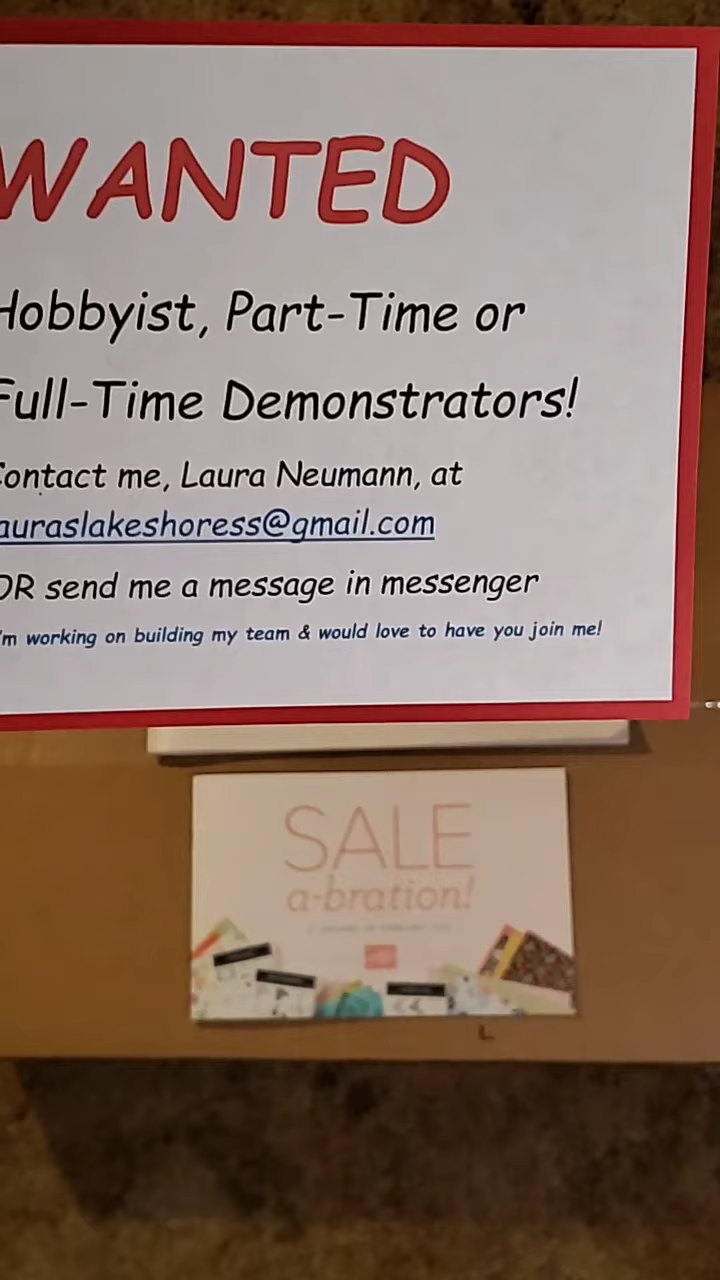 WANTED
Hobbyist, Part-Time or
Full-Time Demonstrators!
Contact me, Laura Neumann, at
auraslakeshoress@gmail.com
OR send me a message in messenger
I'm working on building my team & would love to have you join me!
SALE
a-bration!
L